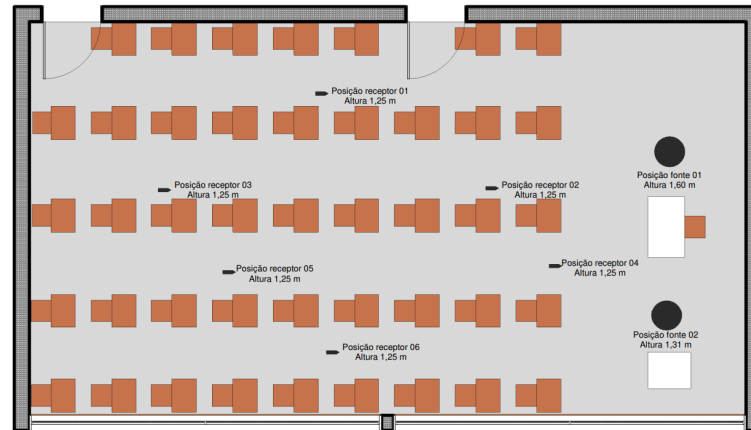 Posição receptor 01
Altura 1,25 m
Posição fonte 01
Altura 1,60 m
Posição receptor 03
Altura 1,25 m
Posição receptor 02
Altura 1,25 m
Posição receptor 05
Altura 1,25 m
Posição receptor 04
Altura 1,25 m
Posição fonte 02
Altura 1,31 m
Posição receptor 06
Altura 1,25 m